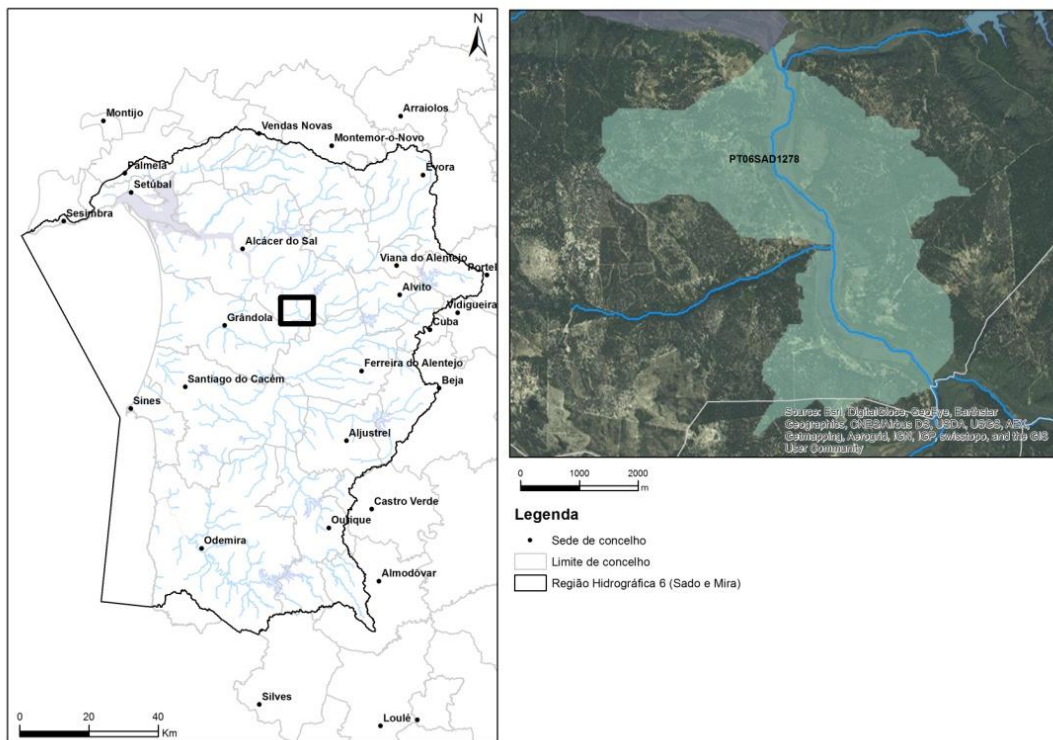 N
Montijo
Arraiolos
Vendas Novas
Montemor-o-Novo
Palmela
Évora
Setúbal
Sesimbra
Alcácer do Sal
Viana do Alentejo
Portel
Alvito
Vidigueira
Grândola
Cuba
Ferreira do Alentejo
Santiago do Cacém
Beja
Sines
Aljustrel
Castro Verde
Ourique
Odemira
Almodôvar
Silves
Loulé
0 20 40
Km
PT06SAD1278
Source: Esri, DigitalGlobe, GeoEye, Earthstar
Geographics, CNES/Airbus DS, USDA, USGS, AEX,
Getmapping, Aerogrid, IGN, IGP, swisstopo, and the GIS
User Community
0 1000 2000
m
Legenda
Sede de concelho
Limite de concelho
Região Hidrográfica 6 (Sado e Mira)